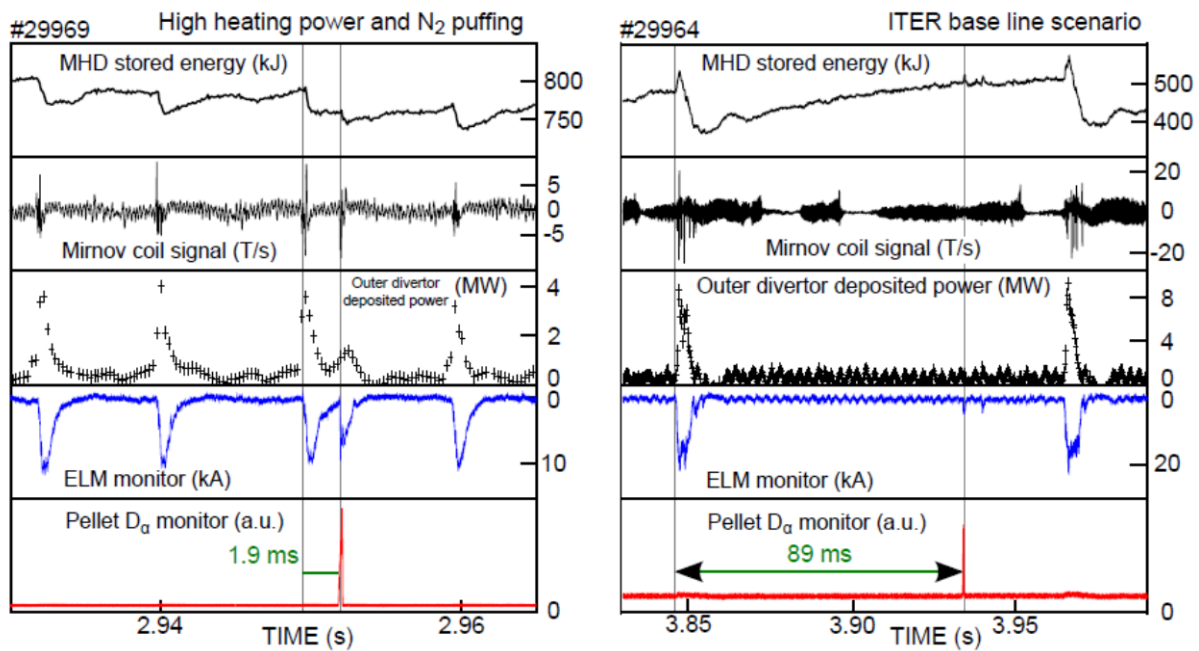 #29969 High heating power and N₂ puffing
MHD stored energy (kJ)
800
750
5
0
-5
Mirnov coil signal (T/s)
Outer divertor deposited power (MW)
4
2
0
0
10
ELM monitor (kA)
Pellet Dα monitor (a.u.)
1.9 ms
0
2.94 2.96
TIME (s)
#29964 ITER base line scenario
MHD stored energy (kJ)
500
400
20
0
-20
Mirnov coil signal (T/s)
Outer divertor deposited power (MW)
8
4
0
0
20
ELM monitor (kA)
Pellet Dα monitor (a.u.)
89 ms
0
3.85 3.90 3.95
TIME (s)